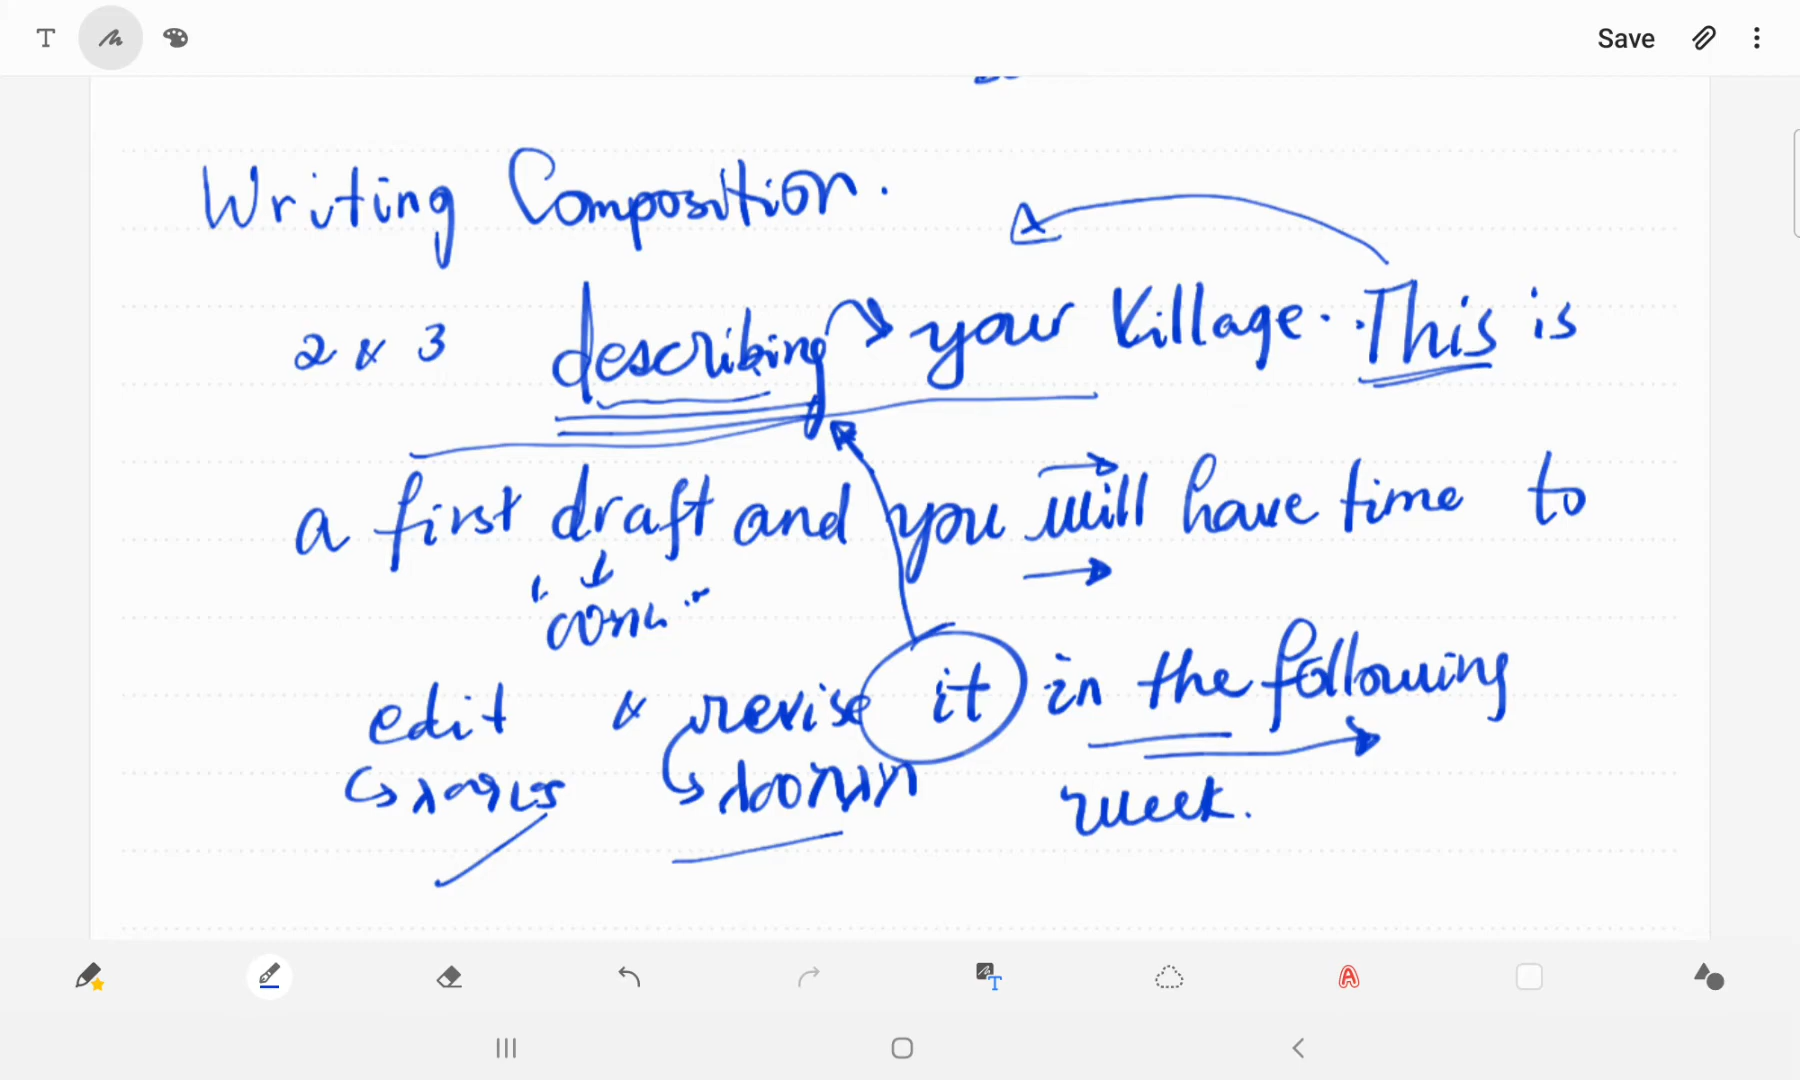 Save
Writing Composition.
2 & 3 describing your Village. This is
a first draft and you will have time to
edit & revise it in the following
week.